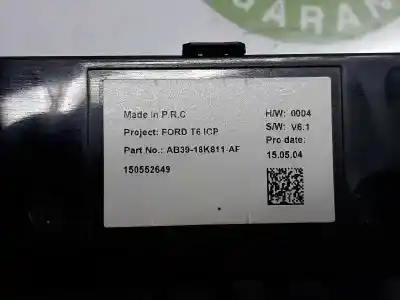 GARAN
Made In P.R.C
H/W: 0004
Project: FORD T6 ICP
S/W: V6.1
Part No.: AB39-18K811-AF
Pro date:
150552649
15.05.04